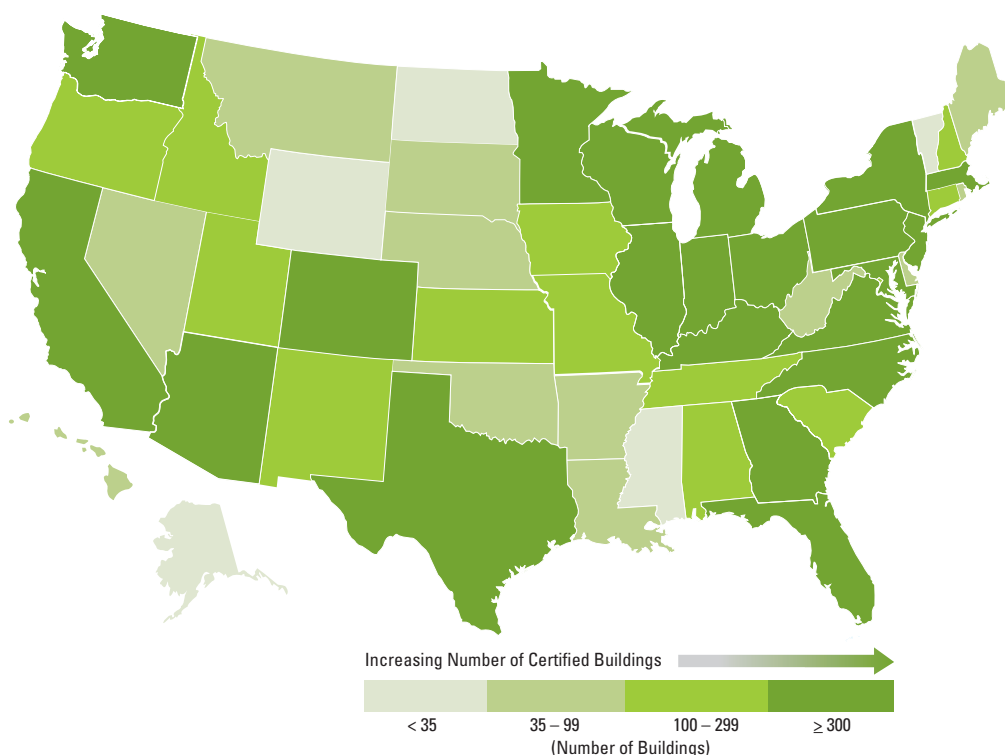 Increasing Number of Certified Buildings
< 35
35 – 99
100 – 299
≥ 300
(Number of Buildings)